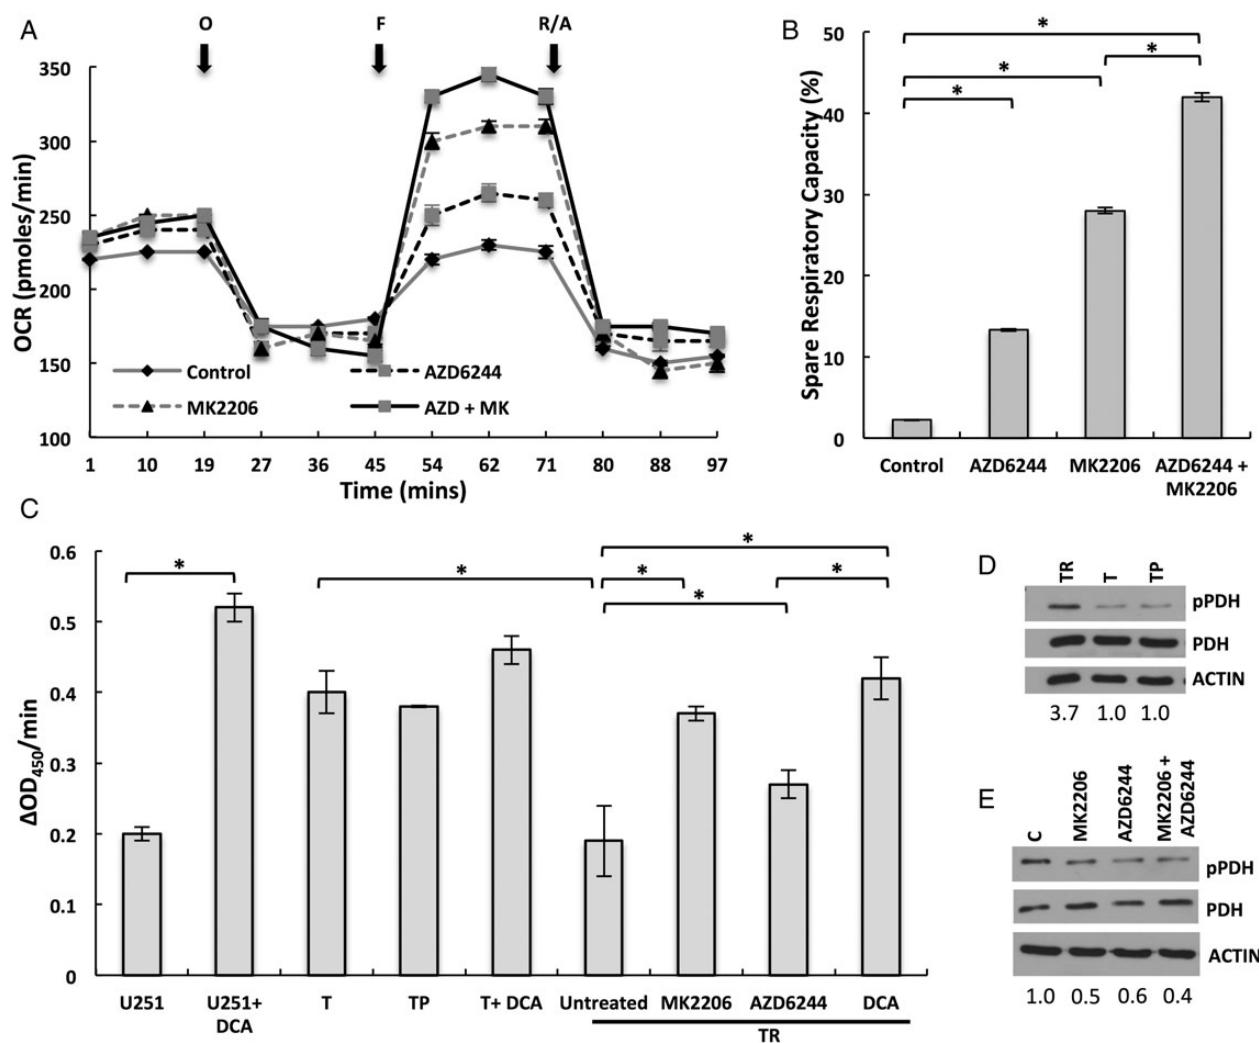 A
O
F
R/A
OCR (pmoles/min)
350
300
250
200
150
100
Control
AZD6244
MK2206
AZD + MK
1 10 19 27 36 45 54 62 71 80 88 97
Time (mins)
B
Spare Respiratory Capacity (%)
50
40
30
20
10
0
*
*
*
*
Control AZD6244 MK2206 AZD6244 +
MK2206
C
ΔOD450/min
0.6
0.5
0.4
0.3
0.2
0.1
0
*
*
*
*
*
*
U251 U251+ T TP T+ DCA Untreated MK2206 AZD6244 DCA
DCA
TR
D
TR T TP
pPDH
PDH
ACTIN
3.7 1.0 1.0
E
C
MK2206
AZD6244
MK2206 +
AZD6244
pPDH
PDH
ACTIN
1.0 0.5 0.6 0.4